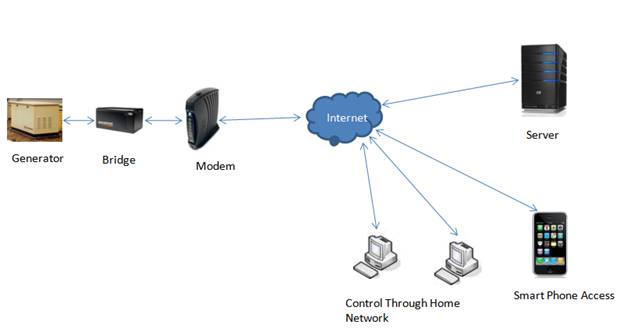 Internet
Server
Generator
Bridge
Modem
Smart Phone Access
Control Through Home
Network